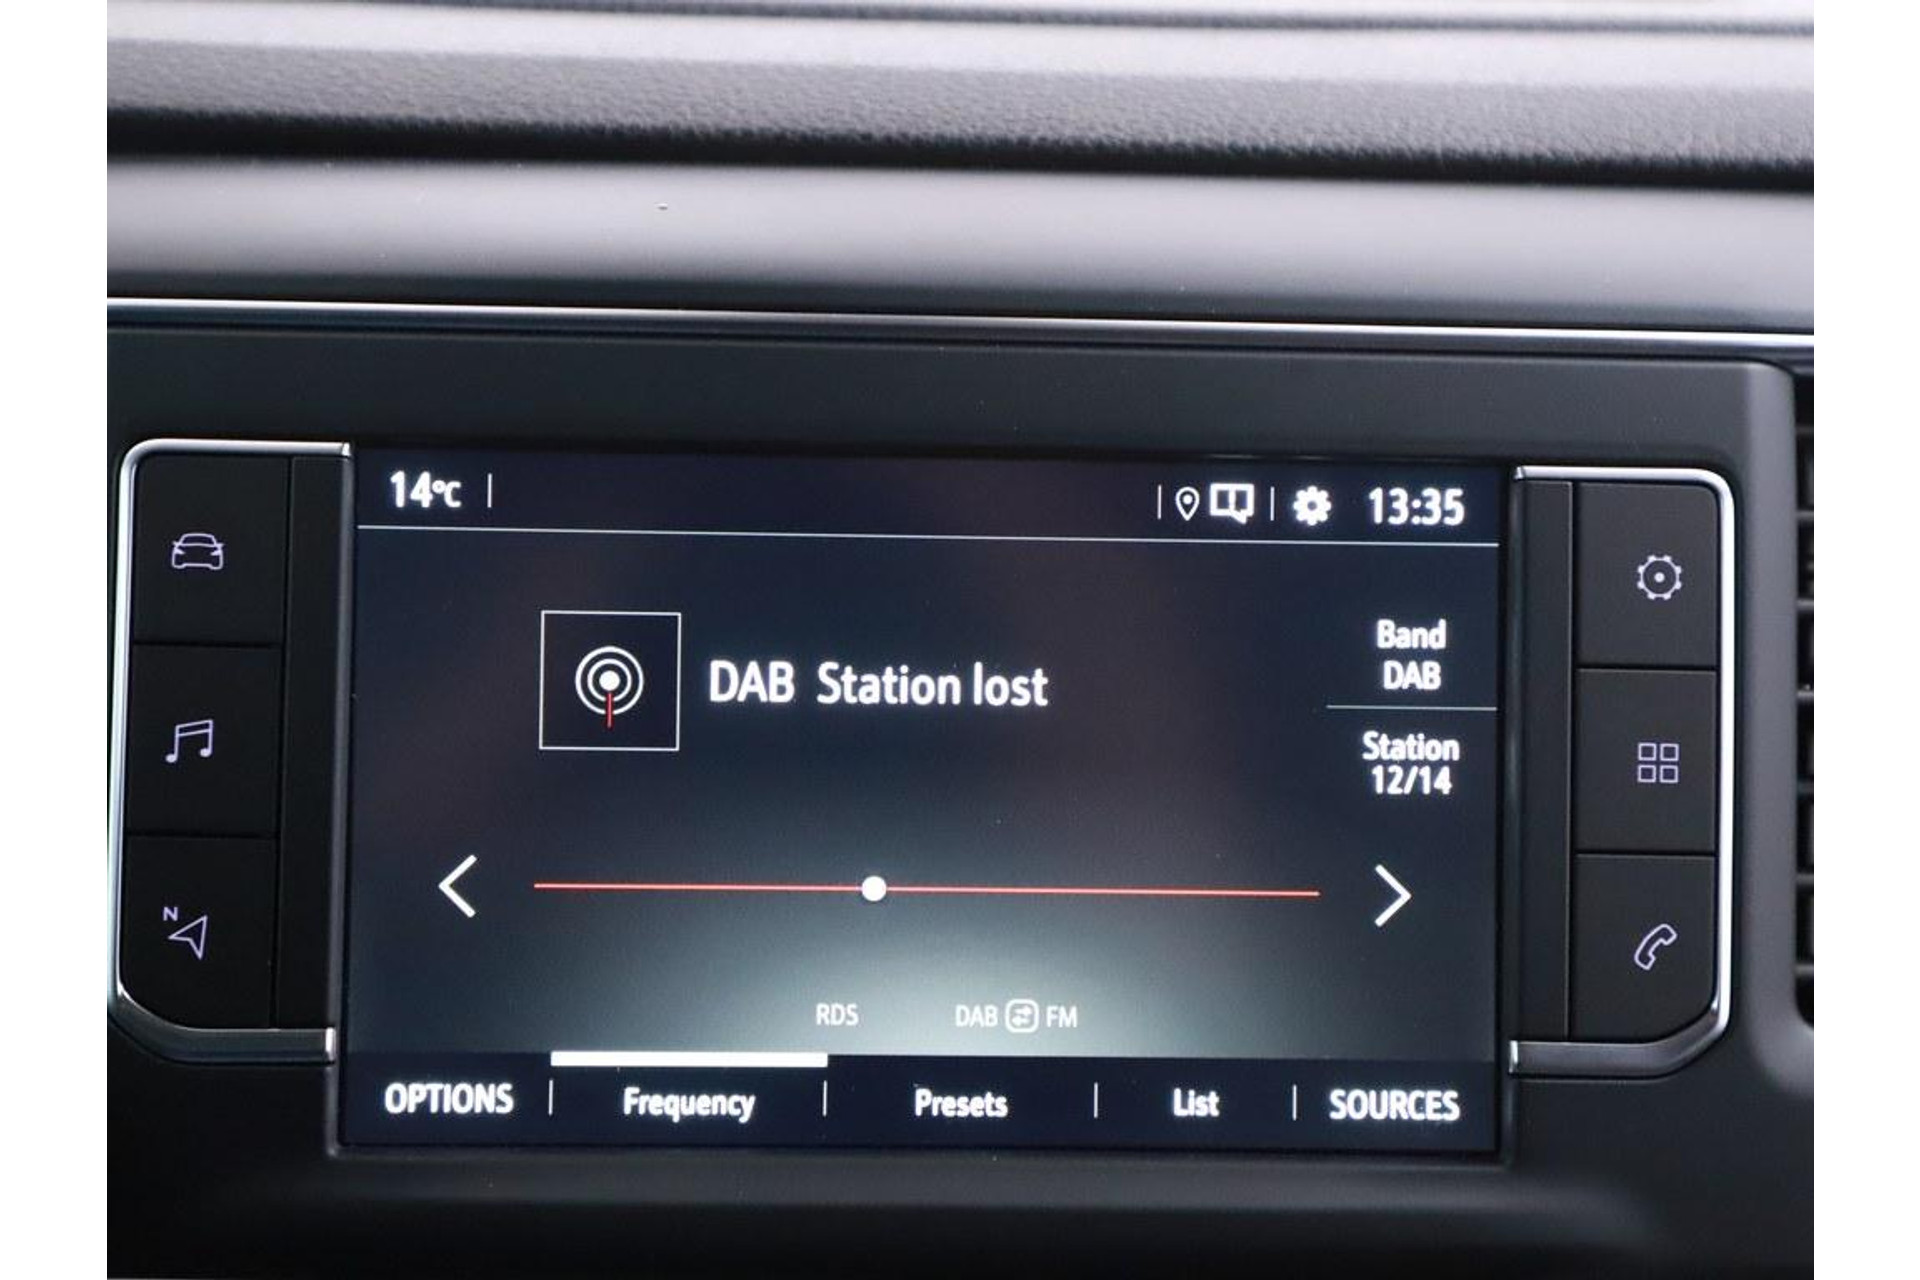 14°C
13:35
Band
DAB
DAB Station lost
Station
12/14
N
RDS
DAB FM
OPTIONS
Frequency
Presets
List
SOURCES